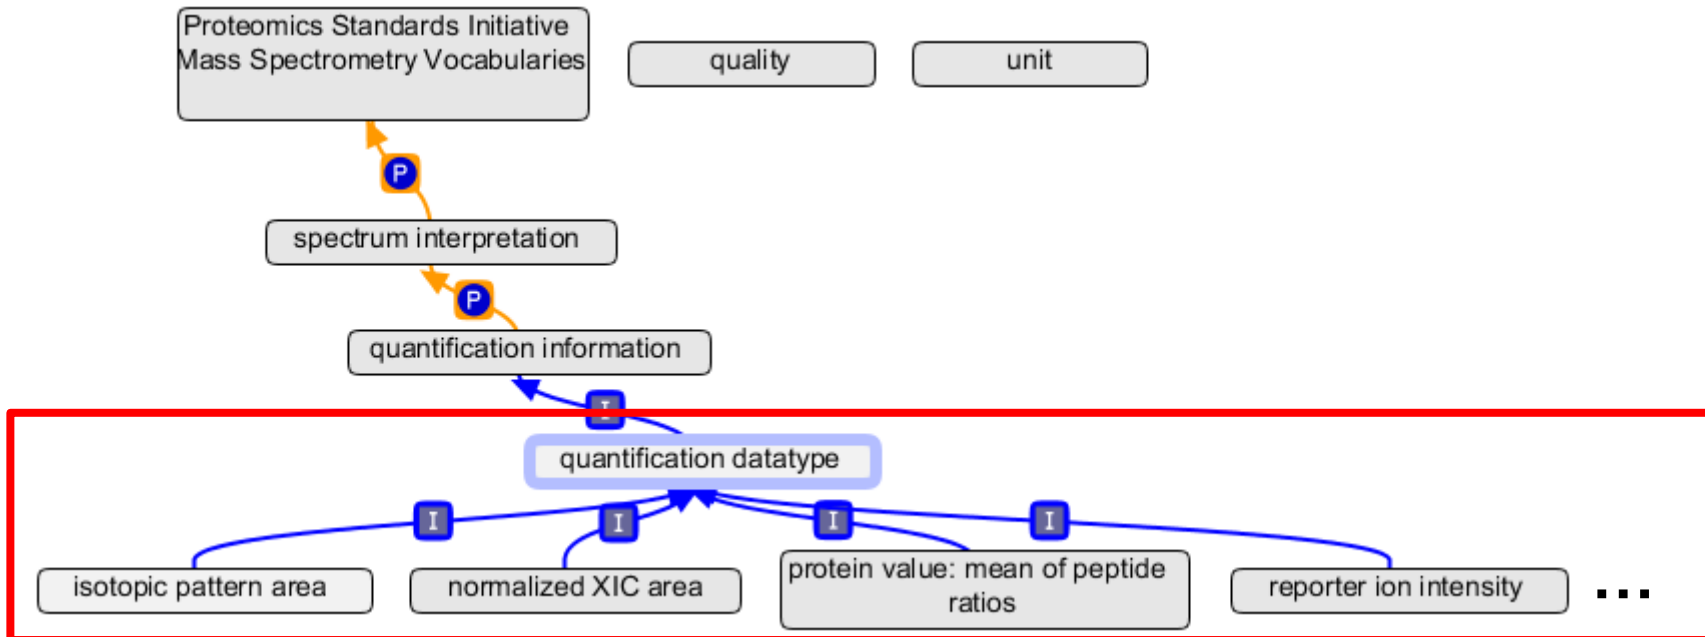 Proteomics Standards Initiative
Mass Spectrometry Vocabularies
quality
unit
P
spectrum interpretation
P
quantification information
I
quantification datatype
I
I
I
I
isotopic pattern area
normalized XIC area
protein value: mean of peptide
ratios
reporter ion intensity
...